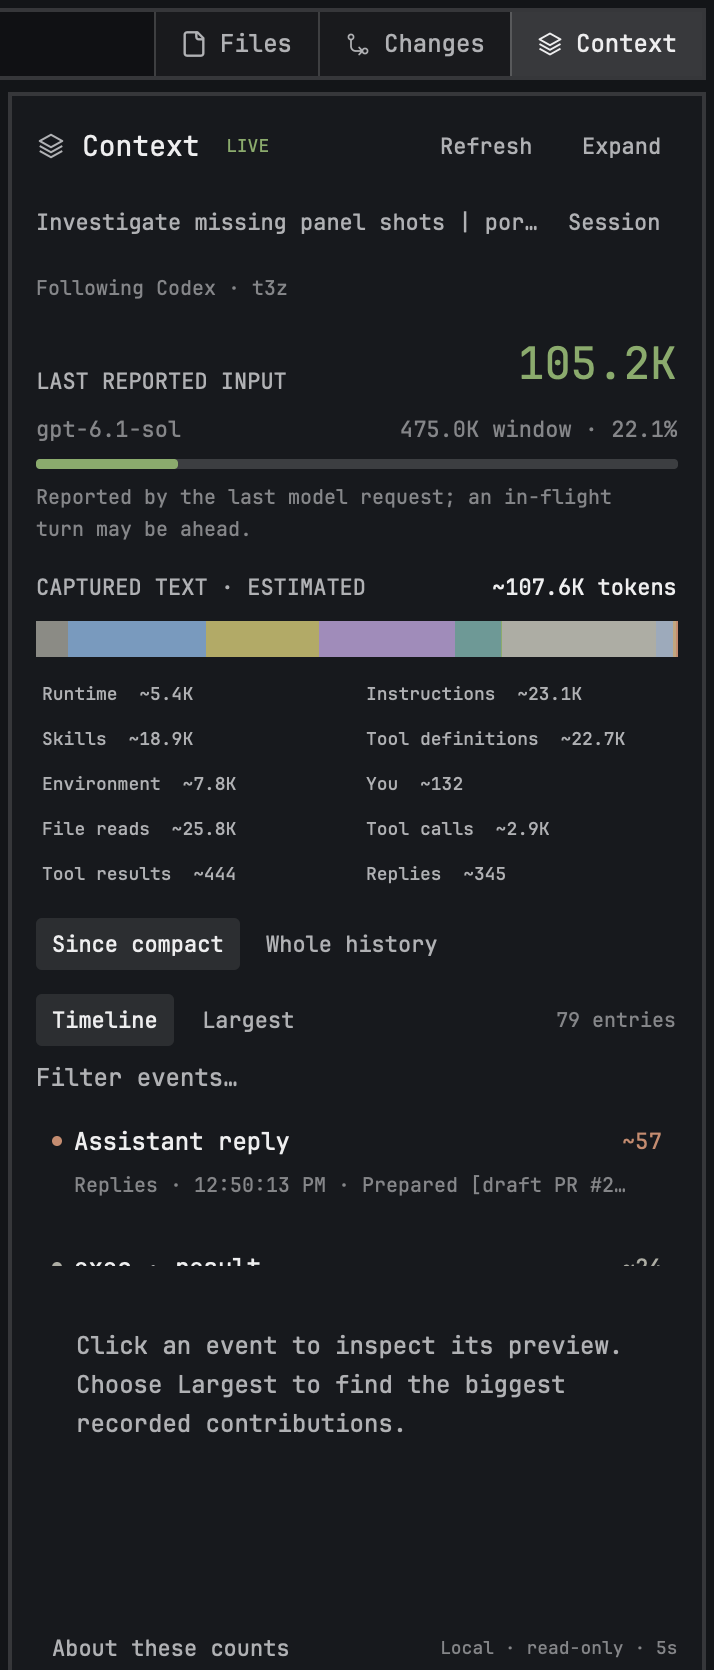 Files Changes Context
Context LIVE Refresh Expand
Investigate missing panel shots | por… Session
Following Codex · t3z
LAST REPORTED INPUT 105.2K
gpt-6.1-sol 475.0K window · 22.1%
Reported by the last model request; an in-flight
turn may be ahead.
CAPTURED TEXT · ESTIMATED ~107.6K tokens
Runtime ~5.4K Instructions ~23.1K
Skills ~18.9K Tool definitions ~22.7K
Environment ~7.8K You ~132
File reads ~25.8K Tool calls ~2.9K
Tool results ~444 Replies ~345
Since compact Whole history
Timeline Largest 79 entries
Filter events…
Assistant reply ~57
Replies · 12:50:13 PM · Prepared [draft PR #2…
exec · result
Click an event to inspect its preview.
Choose Largest to find the biggest
recorded contributions.
About these counts Local · read-only · 5s